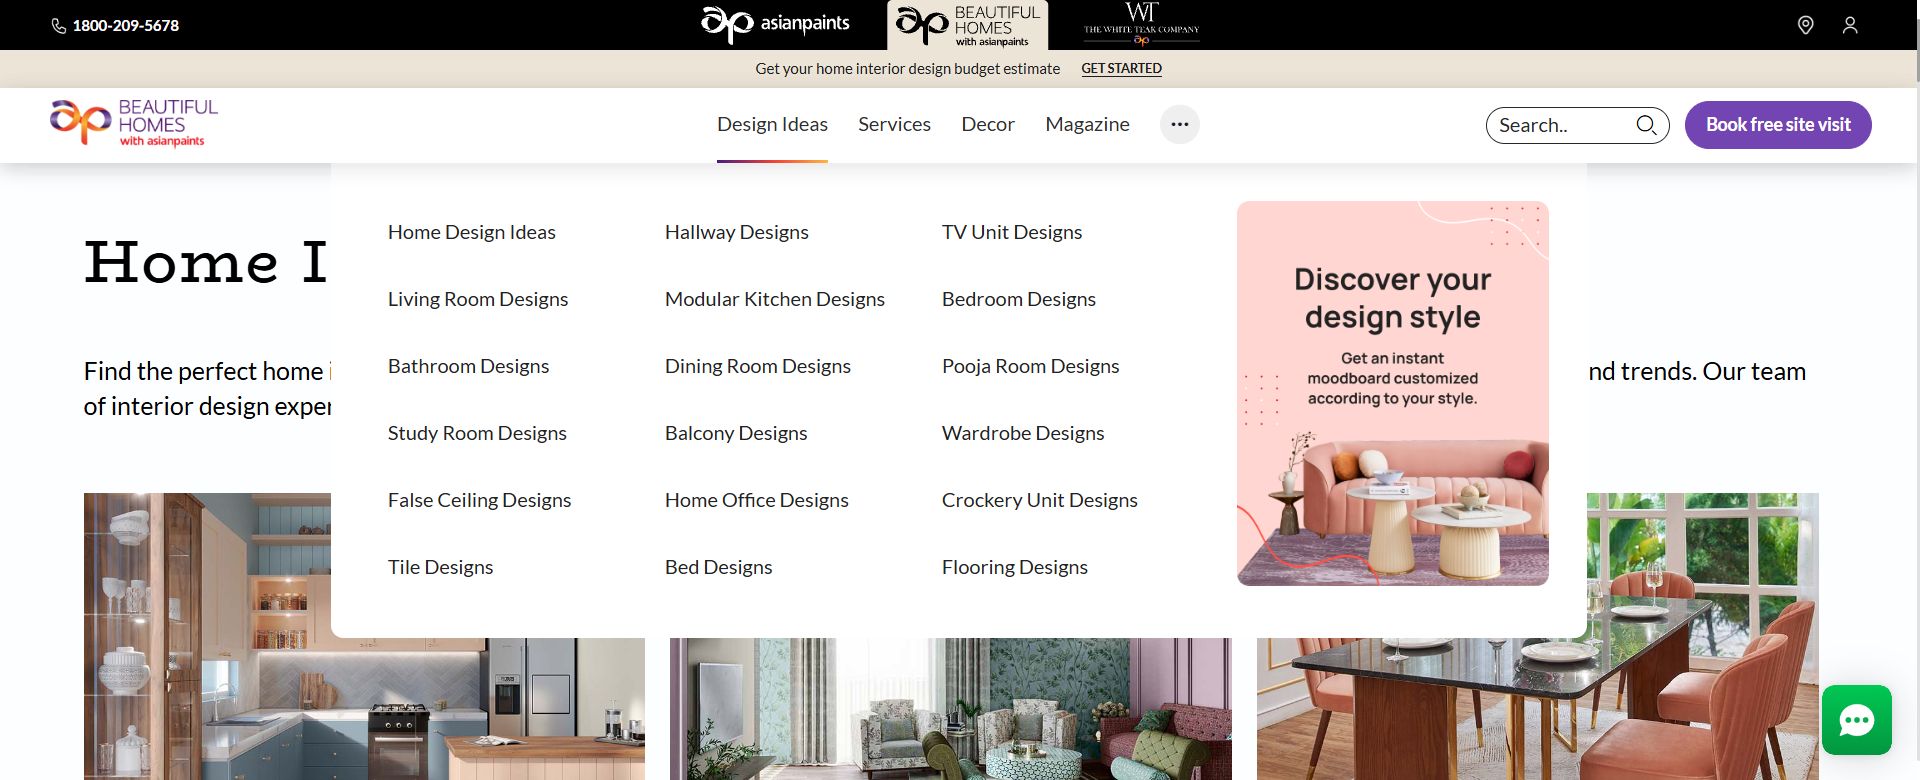 1800-209-5678
asianpaints
BEAUTIFUL
HOMES
with asianpaints
WT
THE WHITE TEAK COMPANY
Get your home interior design budget estimate GET STARTED
BEAUTIFUL
HOMES
with asianpaints
Design Ideas Services Decor Magazine
Search..
Book free site visit
Home I
Find the perfect home
nd trends. Our team
of interior design exper
Home Design Ideas Hallway Designs TV Unit Designs
Living Room Designs Modular Kitchen Designs Bedroom Designs
Bathroom Designs Dining Room Designs Pooja Room Designs
Study Room Designs Balcony Designs Wardrobe Designs
False Ceiling Designs Home Office Designs Crockery Unit Designs
Tile Designs Bed Designs Flooring Designs
Discover your
design style
Get an instant
moodboard customized
according to your style.